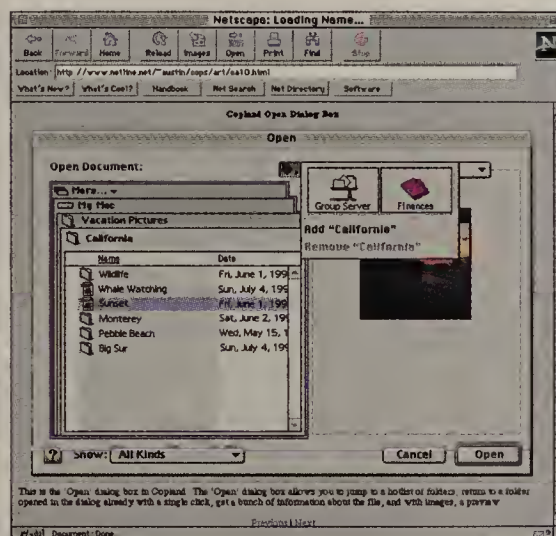 Netscape: Loading Name...
Back Forward Home Reload Images Open Print Find Stop
Location: http://www.netline.net/~austin/cops/art/ca10.html
What's New? What's Cool? Handbook Net Search Net Directory Software
Copland Open Dialog Box
Open
Open Document:
More...
My Mac
Vacation Pictures
California
Group Server Finances
Add "California"
Remove "California"
Name Date
Wildlife Fri, June 1, 199
Whale Watching Sun, July 4, 199
Sunset Fri, June 1, 199
Monterey Sat, June 2, 199
Pebble Beach Wed, May 15, 1
Big Sur Sun, July 4, 199
? Show: All Kinds Cancel Open
This is the 'Open' dialog box in Copland. The 'Open' dialog box allows you to jump to a hotlist of folders, return to a folder
opened in the dialog already with a single click, get a bunch of information about the file, and with images, a preview
Previous | Next
Document: Done.